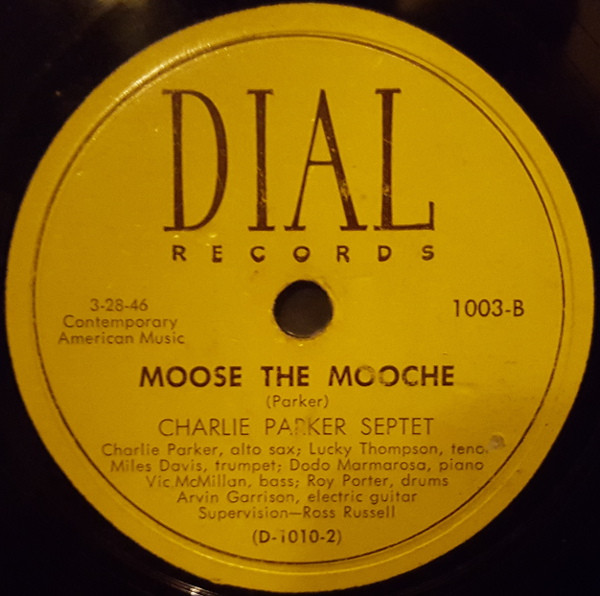 DIAL
RECORDS
3-28-46
Contemporary
American Music
1003-B
MOOSE THE MOOCHE
(Parker)
CHARLIE PARKER SEPTET
Charlie Parker, alto sax; Lucky Thompson, teno
Miles Davis, trumpet; Dodo Marmarosa, piano
Vic McMillan, bass; Roy Porter, drums
Arvin Garrison, electric guitar
Supervision—Ross Russell
(D-1010-2)